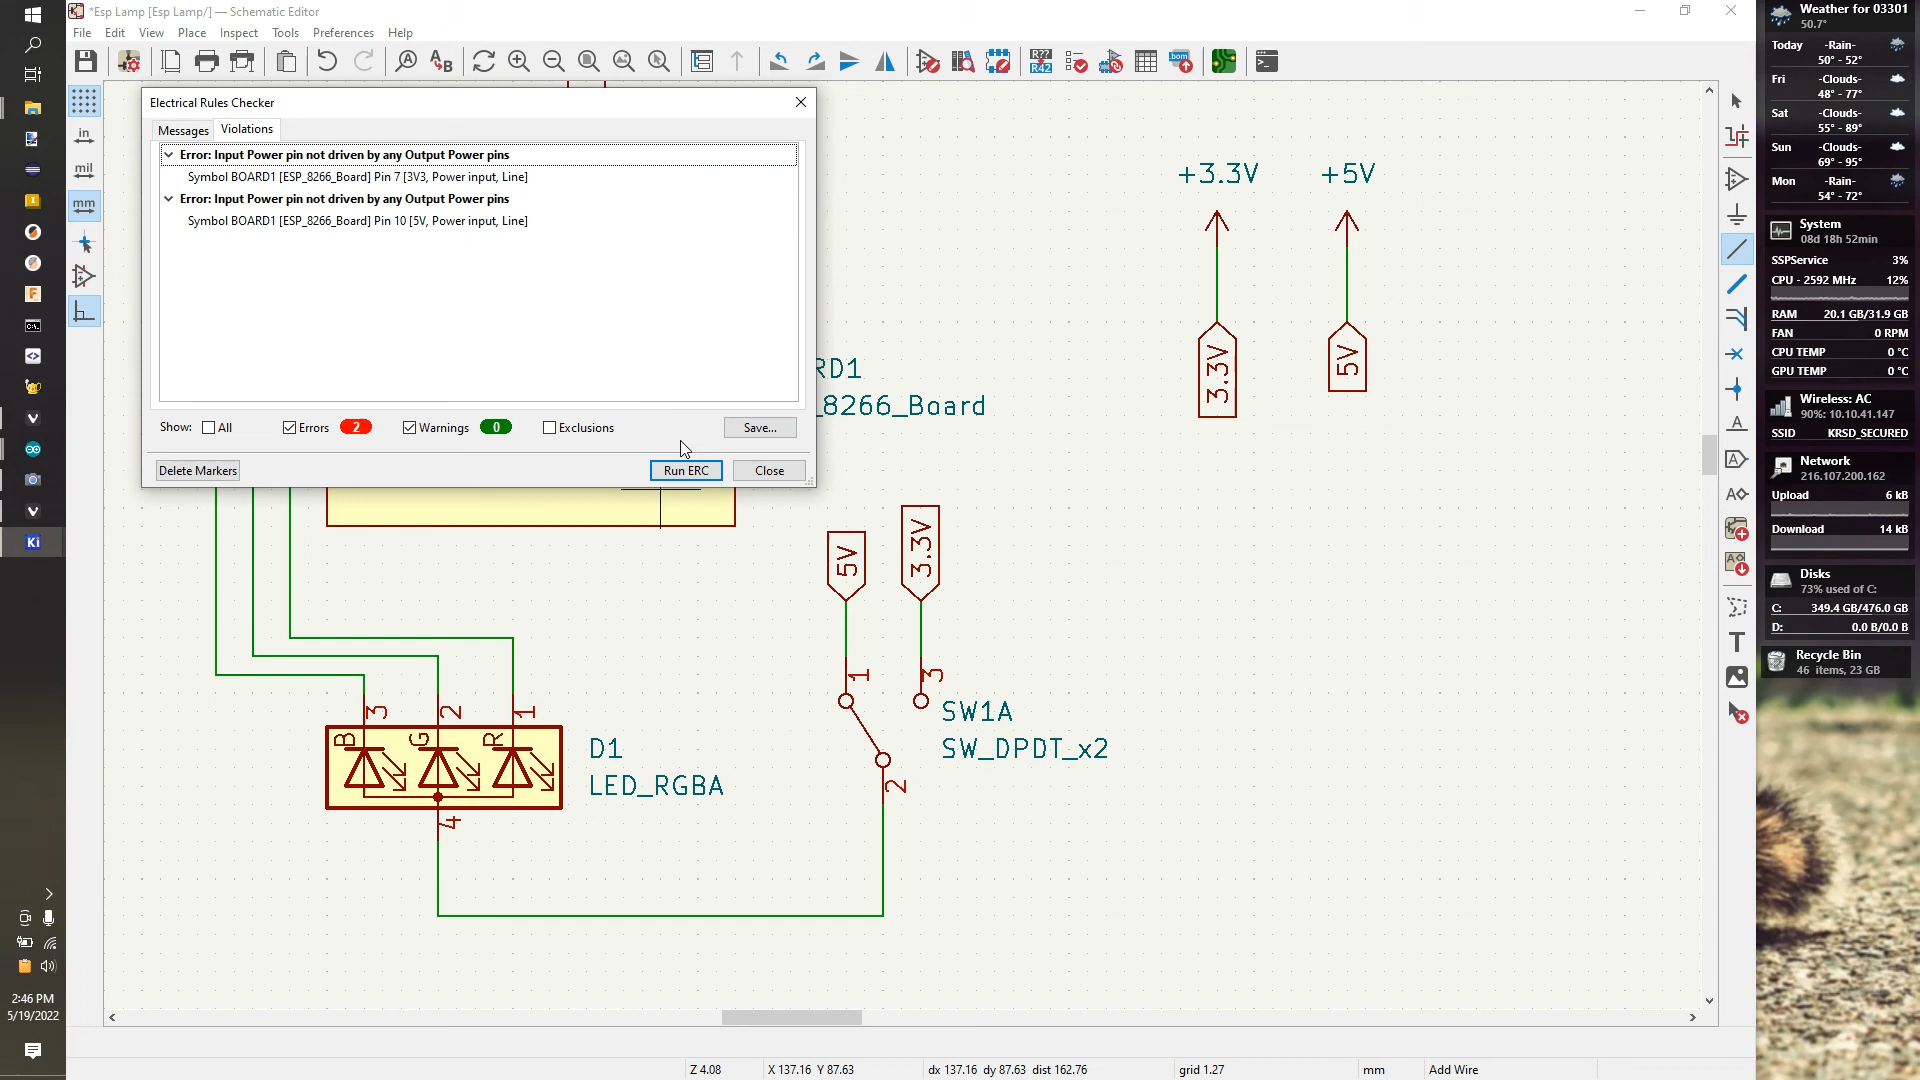 *Esp Lamp [Esp Lamp/] — Schematic Editor
File Edit View Place Inspect Tools Preferences Help
Electrical Rules Checker
Messages Violations
Error: Input Power pin not driven by any Output Power pins
Symbol BOARD1 [ESP_8266_Board] Pin 7 [3V3, Power input, Line]
Error: Input Power pin not driven by any Output Power pins
Symbol BOARD1 [ESP_8266_Board] Pin 10 [5V, Power input, Line]
Show: All Errors 2 Warnings 0 Exclusions Save...
Delete Markers Run ERC Close
in
mil
mm
+3.3V +5V
3.3V 5V
RD1
_8266_Board
5V 3.3V
1 3
SW1A
SW_DPDT_x2
2
3 2 1
B G R
D1
LED_RGBA
4
Z 4.08 X 137.16 Y 87.63 dx 137.16 dy 87.63 dist 162.76 grid 1.27 mm Add Wire
Ki
2:46 PM
5/19/2022
Weather for 03301
50.7°
Today -Rain-
50° - 52°
Fri -Clouds-
48° - 77°
Sat -Clouds-
55° - 89°
Sun -Clouds-
69° - 95°
Mon -Rain-
54° - 72°
System
08d 18h 52min
SSPService 3%
CPU - 2592 MHz 12%
RAM 20.1 GB/31.9 GB
FAN 0 RPM
CPU TEMP 0 °C
GPU TEMP 0 °C
Wireless: AC
90%: 10.10.41.147
SSID KRSD_SECURED
Network
216.107.200.162
Upload 6 kB
Download 14 kB
Disks
73% used of C:
C: 349.4 GB/476.0 GB
D: 0.0 B/0.0 B
Recycle Bin
46 items, 23 GB